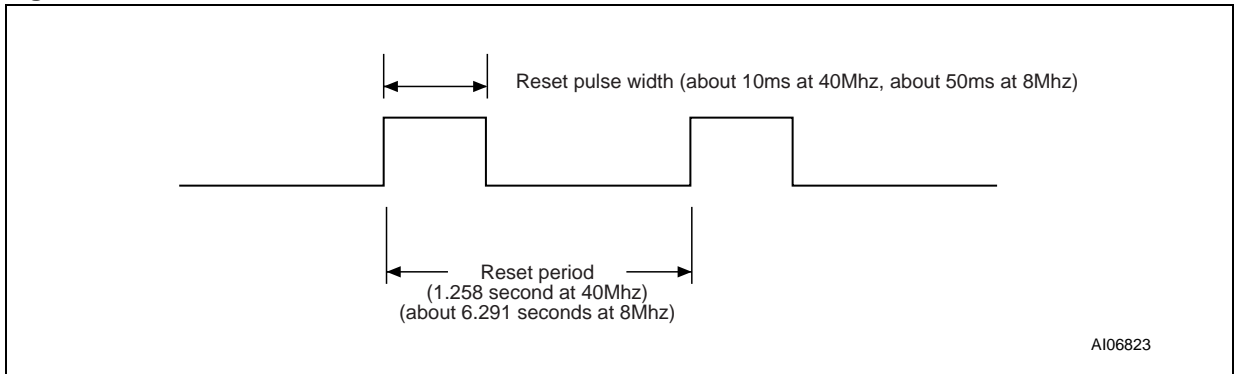 Reset pulse width (about 10ms at 40Mhz, about 50ms at 8Mhz)
Reset period
(1.258 second at 40Mhz)
(about 6.291 seconds at 8Mhz)
AI06823